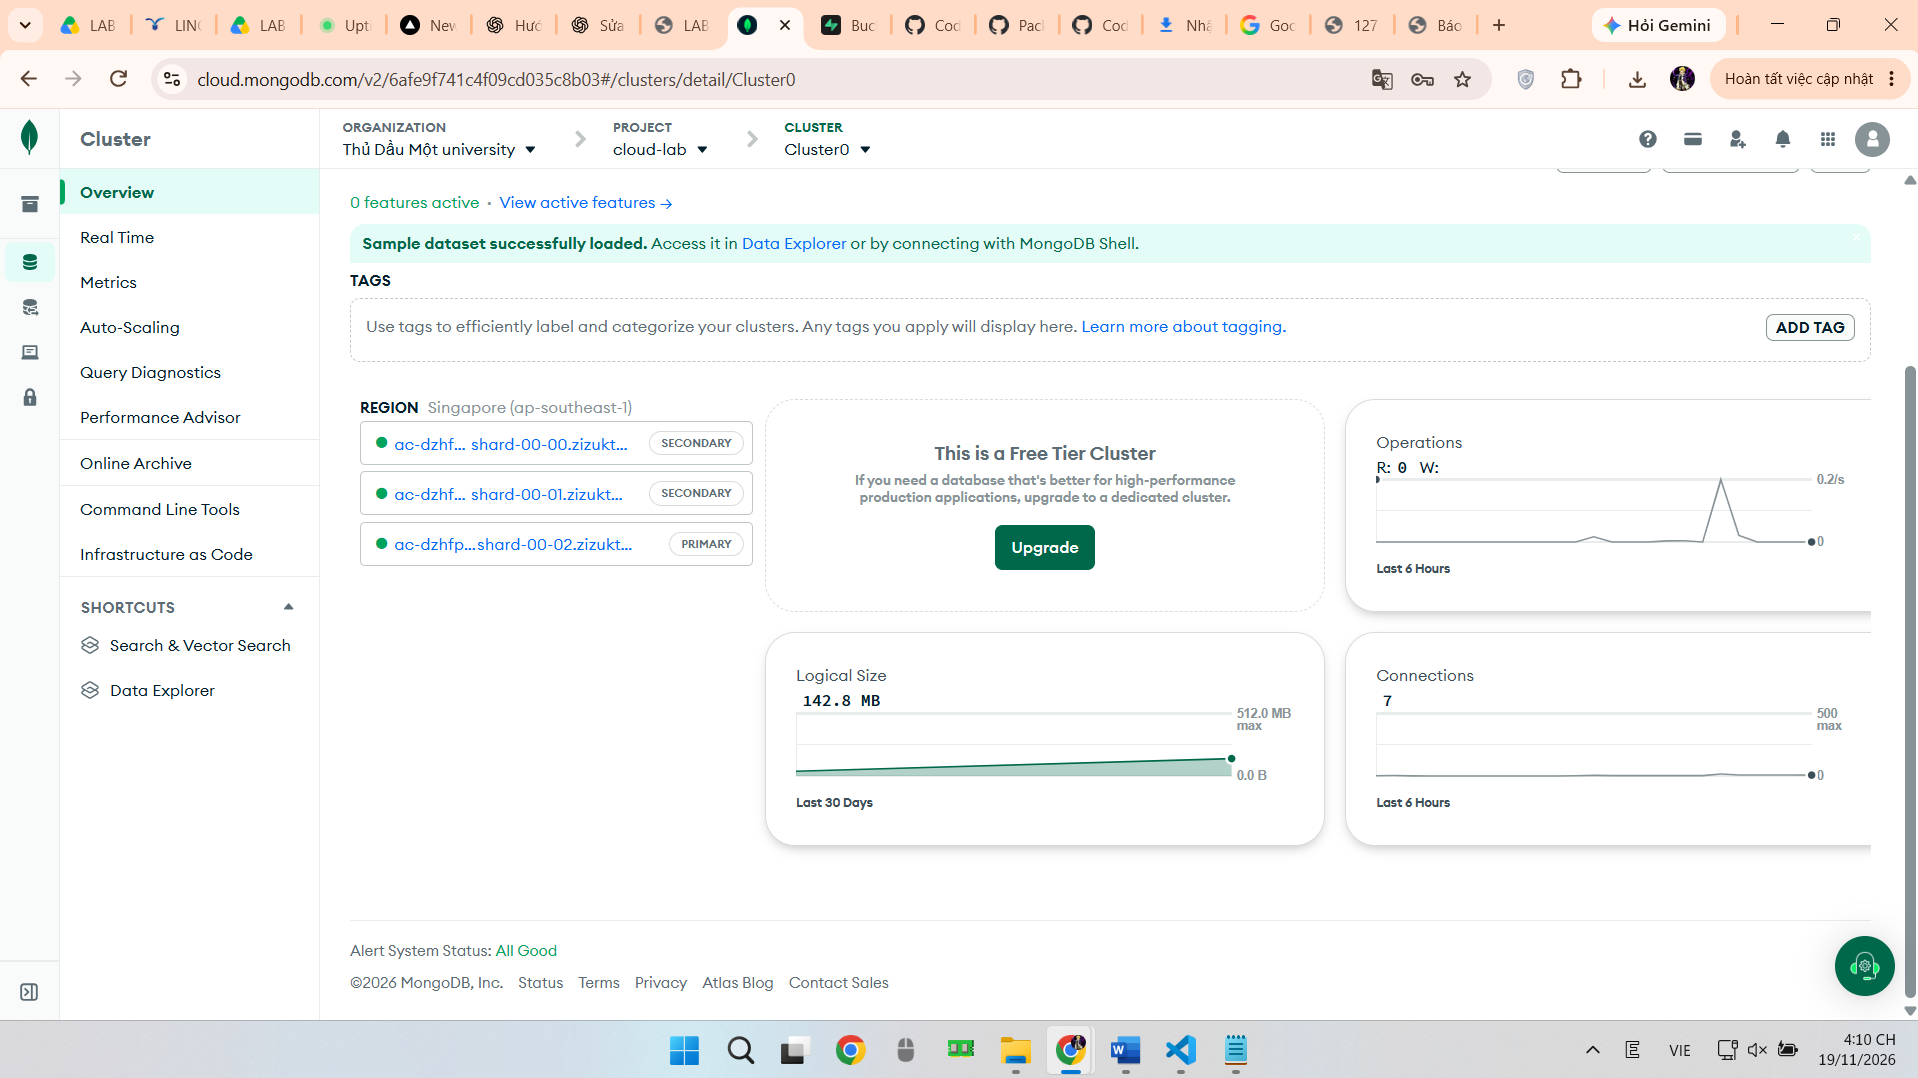 LAB
LINC
LAB
Upti
New
Hướ
Sửa
LAB
Buc
Cod
Pac
Cod
Nhậ
Goo
127
Báo
Hỏi Gemini
cloud.mongodb.com/v2/6afe9f741c4f09cd035c8b03#/clusters/detail/Cluster0
Hoàn tất việc cập nhật
Cluster
ORGANIZATION
Thủ Dầu Một university
PROJECT
cloud-lab
CLUSTER
Cluster0
Overview
Real Time
Metrics
Auto-Scaling
Query Diagnostics
Performance Advisor
Online Archive
Command Line Tools
Infrastructure as Code
SHORTCUTS
Search & Vector Search
Data Explorer
0 features active • View active features →
Sample dataset successfully loaded. Access it in Data Explorer or by connecting with MongoDB Shell.
TAGS
Use tags to efficiently label and categorize your clusters. Any tags you apply will display here. Learn more about tagging.
ADD TAG
REGION Singapore (ap-southeast-1)
ac-dzhf... shard-00-00.zizukt... SECONDARY
ac-dzhf... shard-00-01.zizukt... SECONDARY
ac-dzhfp...shard-00-02.zizukt... PRIMARY
This is a Free Tier Cluster
If you need a database that's better for high-performance
production applications, upgrade to a dedicated cluster.
Upgrade
Operations
R: 0 W:
0.2/s
0
Last 6 Hours
Logical Size
142.8 MB
512.0 MB
max
0.0 B
Last 30 Days
Connections
7
500
max
0
Last 6 Hours
Alert System Status: All Good
©2026 MongoDB, Inc. Status Terms Privacy Atlas Blog Contact Sales
VIE
4:10 CH
19/11/2026